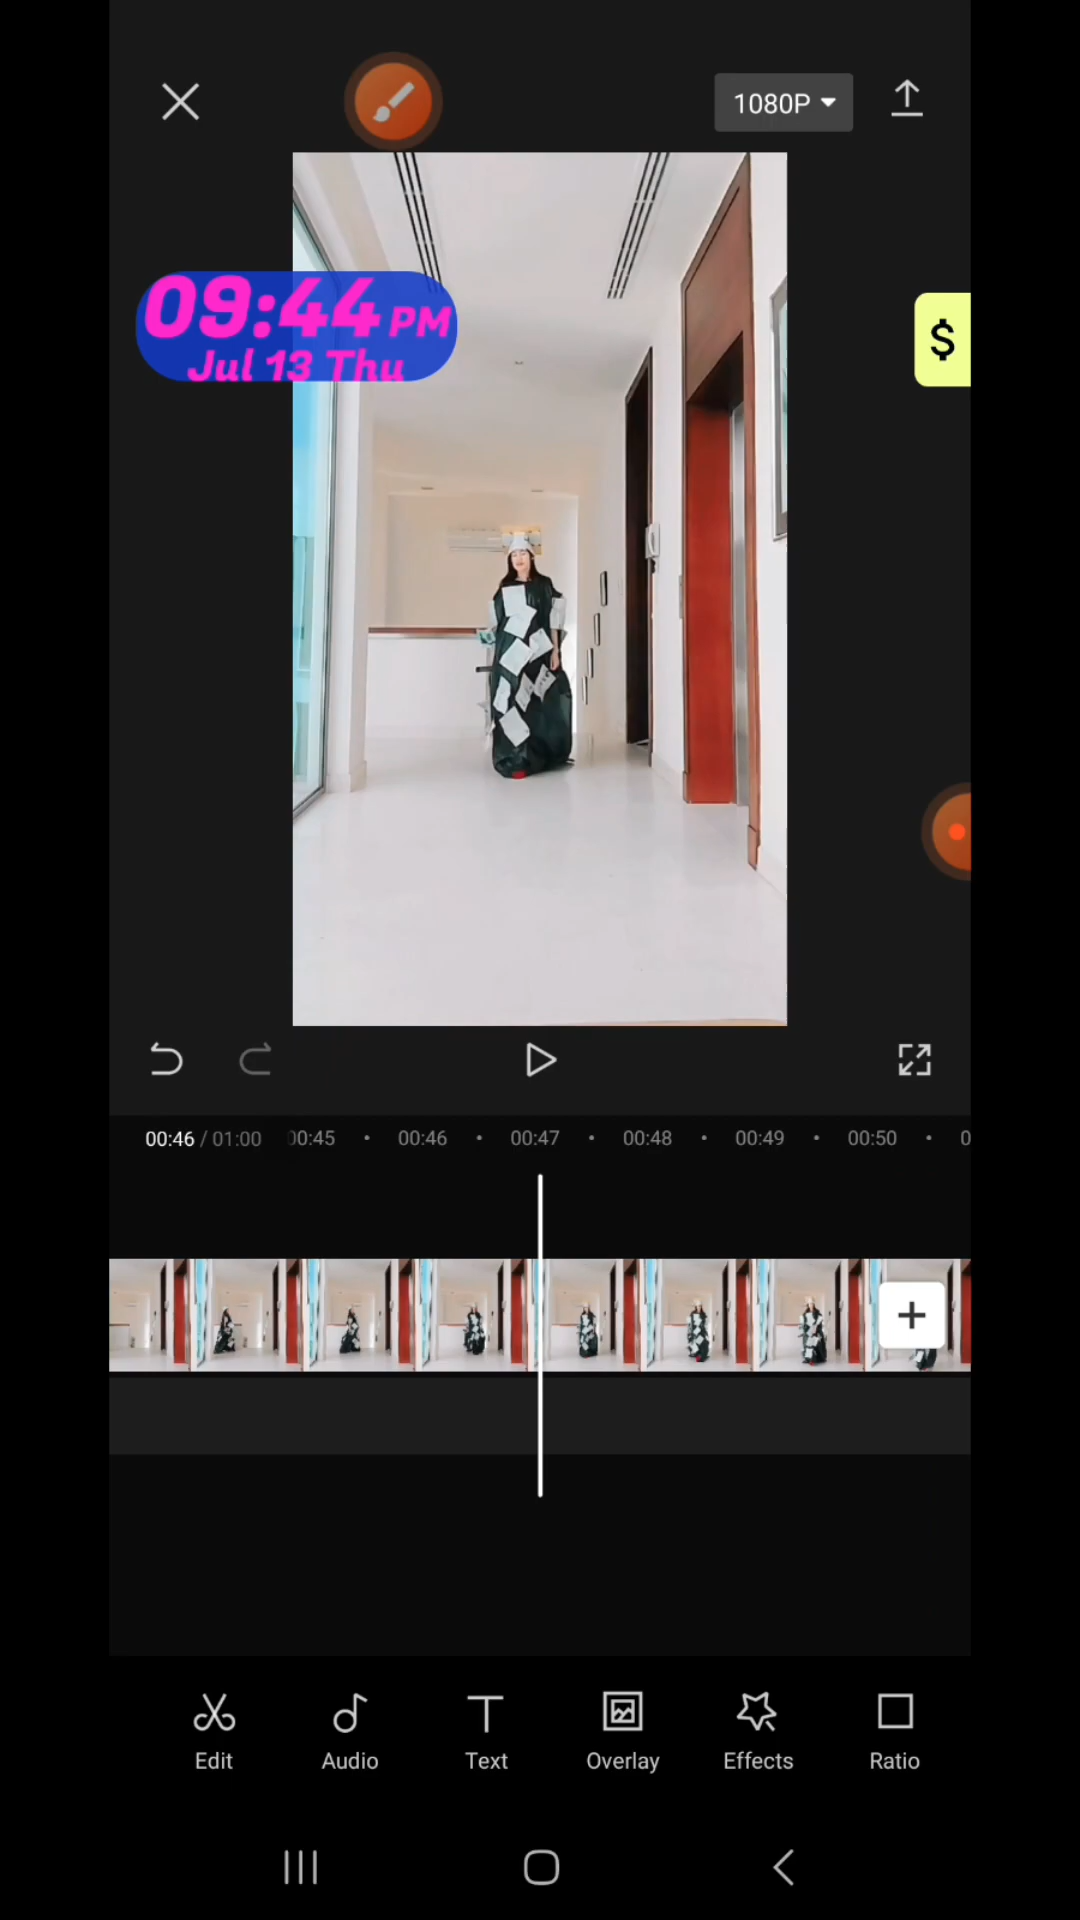 1080P
09:44 PM
Jul 13 Thu
$
00:46 / 01:00
00:45 00:46 00:47 00:48 00:49 00:50
Edit Audio Text Overlay Effects Ratio